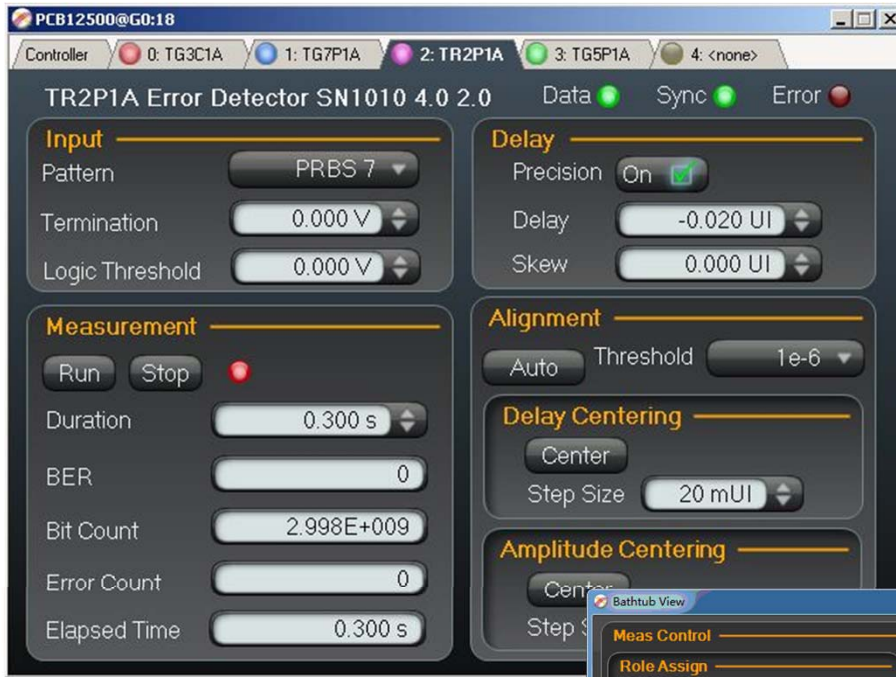 PCB12500@G0:18
Controller 0: TG3C1A 1: TG7P1A 2: TR2P1A 3: TG5P1A 4: <none>
TR2P1A Error Detector SN1010 4.0 2.0 Data Sync Error
Input
Pattern PRBS 7
Termination 0.000 V
Logic Threshold 0.000 V
Delay
Precision On
Delay -0.020 UI
Skew 0.000 UI
Measurement
Run Stop
Duration 0.300 s
BER 0
Bit Count 2.998E+009
Error Count 0
Elapsed Time 0.300 s
Alignment
Auto Threshold 1e-6
Delay Centering
Center
Step Size 20 mUI
Amplitude Centering
Center
Step
Bathtub View
Meas Control
Role Assign